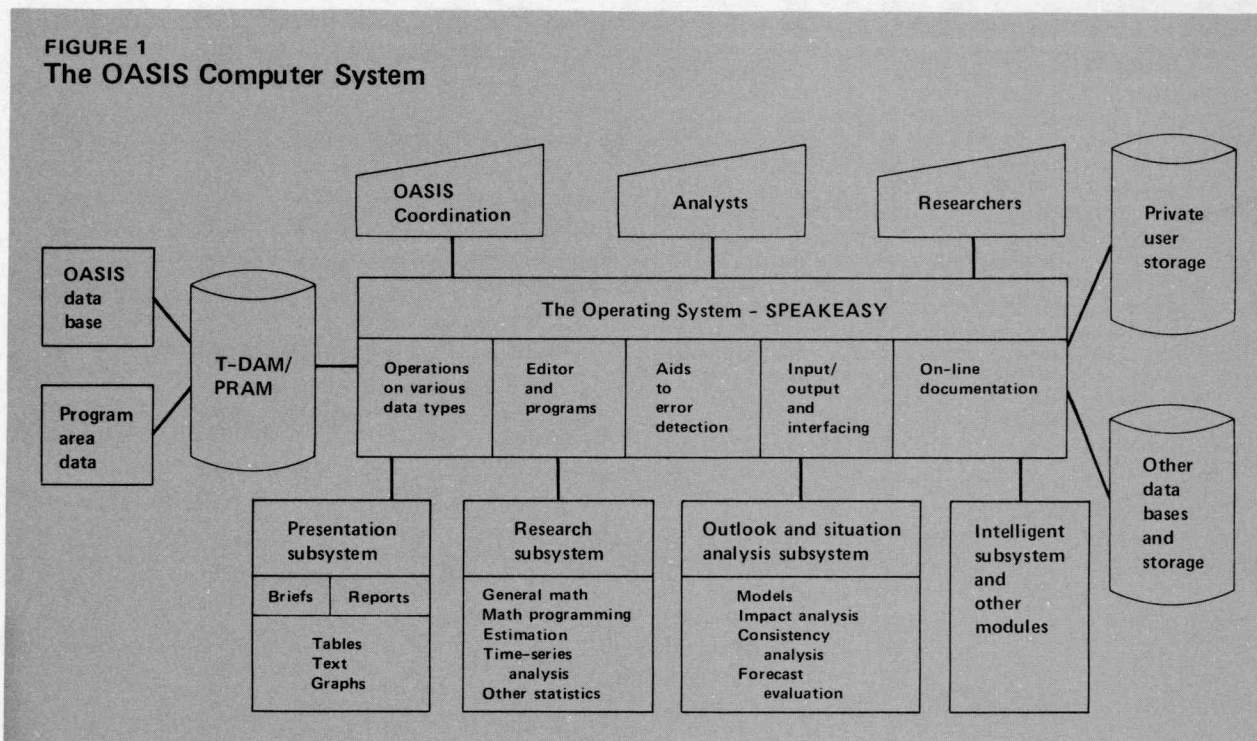 FIGURE 1
The OASIS Computer System
OASIS
Coordination
Analysts
Researchers
Private
user
storage
OASIS
data
base
Program
area
data
T-DAM/
PRAM
The Operating System - SPEAKEASY
Operations
on various
data types
Editor
and
programs
Aids
to
error
detection
Input/
output
and
interfacing
On-line
documentation
Other
data
bases
and
storage
Presentation
subsystem
Briefs
Reports
Tables
Text
Graphs
Research
subsystem
General math
Math programming
Estimation
Time-series
analysis
Other statistics
Outlook and situation
analysis subsystem
Models
Impact analysis
Consistency
analysis
Forecast
evaluation
Intelligent
subsystem
and
other
modules